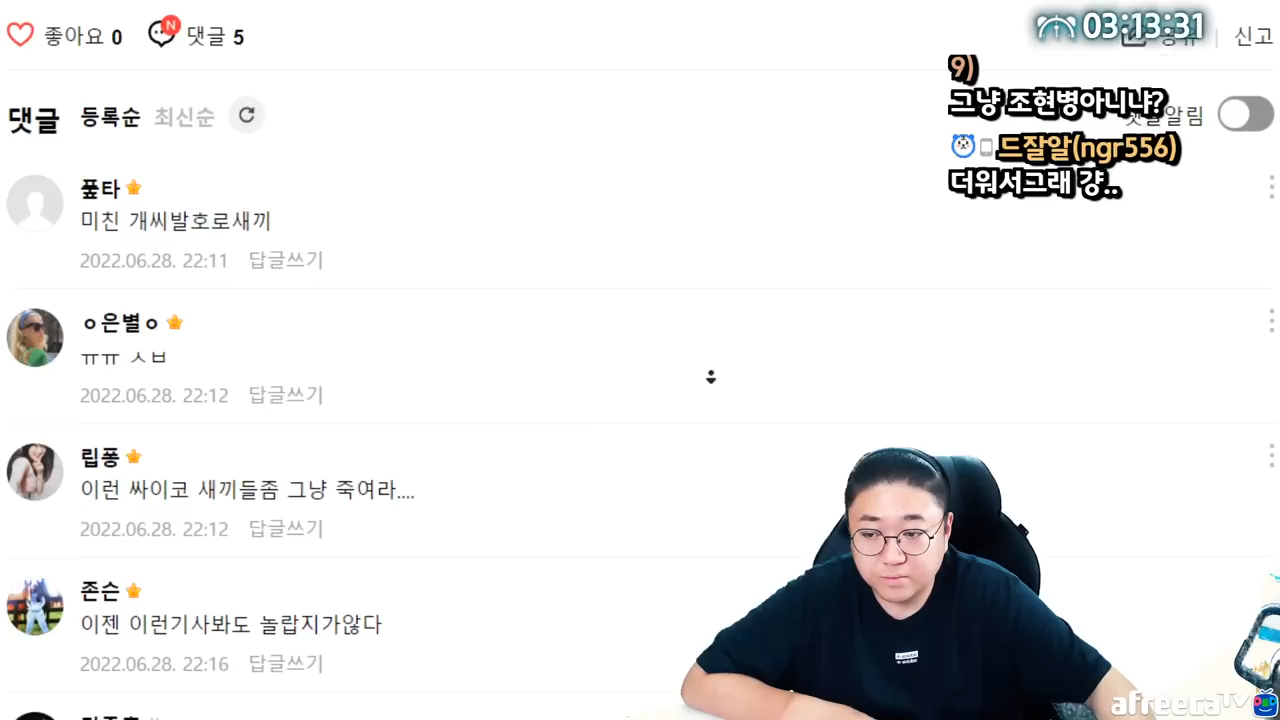 좋아요 0
N
댓글 5
03:13:31
공유
신고
9)
그냥 조현병아니냐?
댓글알림
드잘알(ngr556)
더워서그래 걍..
댓글 등록순 최신순
퓶타
미친 개씨발호로새끼
2022.06.28. 22:11 답글쓰기
ㅇ은별ㅇ
ㅠㅠ ㅅㅂ
2022.06.28. 22:12 답글쓰기
립퐁
이런 싸이코 새끼들좀 그냥 죽여라....
2022.06.28. 22:12 답글쓰기
존슨
이젠 이런기사봐도 놀랍지가않다
2022.06.28. 22:16 답글쓰기
afreecaTV